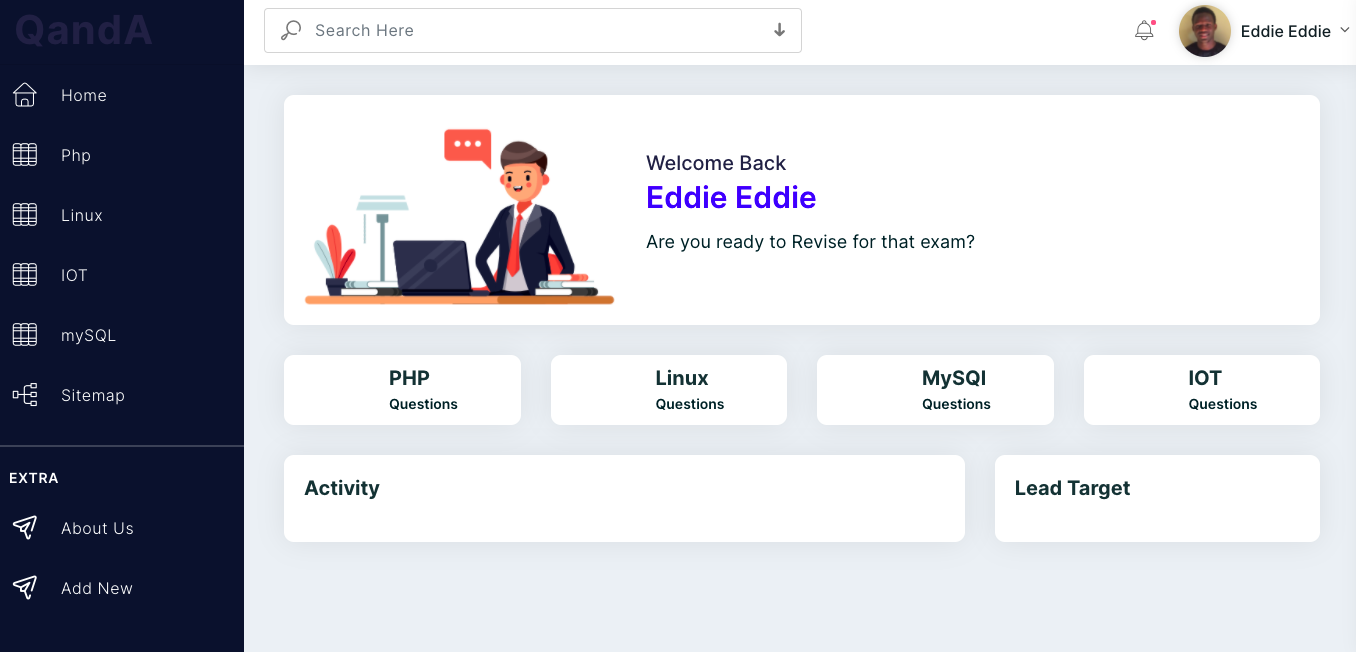 QandA
Search Here
Eddie Eddie
Home
Php
Linux
IOT
mySQL
Sitemap
EXTRA
About Us
Add New
Welcome Back
Eddie Eddie
Are you ready to Revise for that exam?
PHP
Questions
Linux
Questions
MySQl
Questions
IOT
Questions
Activity
Lead Target